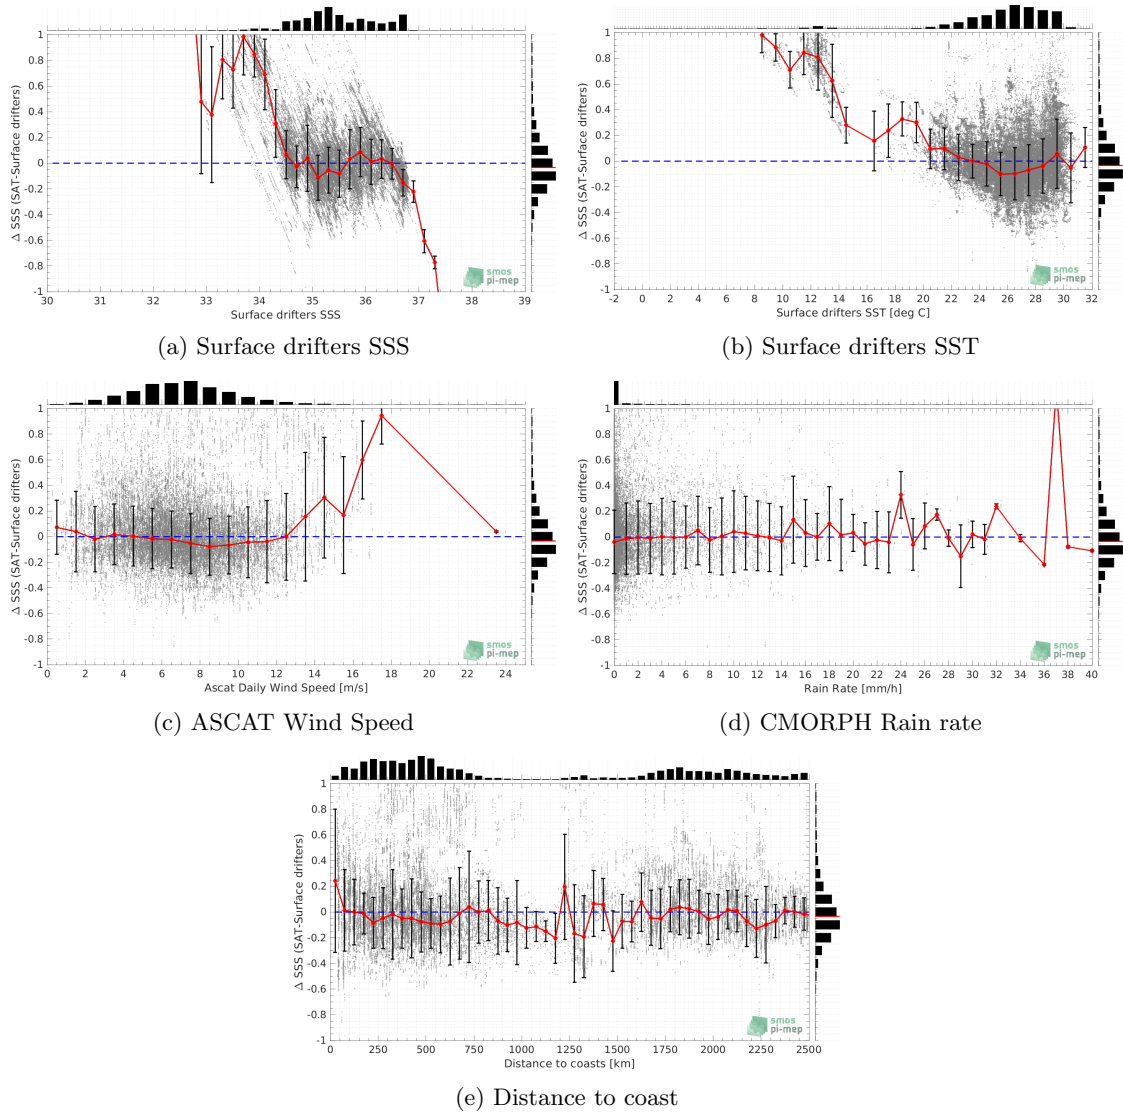 Δ SSS (SAT-Surface drifters)
1
0.8
0.6
0.4
0.2
0
-0.2
-0.4
-0.6
-0.8
-1
30 31 32 33 34 35 36 37 38 39
Surface drifters SSS
smos
pi-mep
(a) Surface drifters SSS
Δ SSS (SAT-Surface drifters)
1
0.8
0.6
0.4
0.2
0
-0.2
-0.4
-0.6
-0.8
-1
-2 0 2 4 6 8 10 12 14 16 18 20 22 24 26 28 30 32
Surface drifters SST [deg C]
smos
pi-mep
(b) Surface drifters SST
Δ SSS (SAT-Surface drifters)
1
0.8
0.6
0.4
0.2
0
-0.2
-0.4
-0.6
-0.8
-1
0 2 4 6 8 10 12 14 16 18 20 22 24
Ascat Daily Wind Speed [m/s]
smos
pi-mep
(c) ASCAT Wind Speed
Δ SSS (SAT-Surface drifters)
1
0.8
0.6
0.4
0.2
0
-0.2
-0.4
-0.6
-0.8
-1
0 2 4 6 8 10 12 14 16 18 20 22 24 26 28 30 32 34 36 38 40
Rain Rate [mm/h]
smos
pi-mep
(d) CMORPH Rain rate
Δ SSS (SAT-Surface drifters)
1
0.8
0.6
0.4
0.2
0
-0.2
-0.4
-0.6
-0.8
-1
0 250 500 750 1000 1250 1500 1750 2000 2250 2500
Distance to coasts [km]
smos
pi-mep
(e) Distance to coast